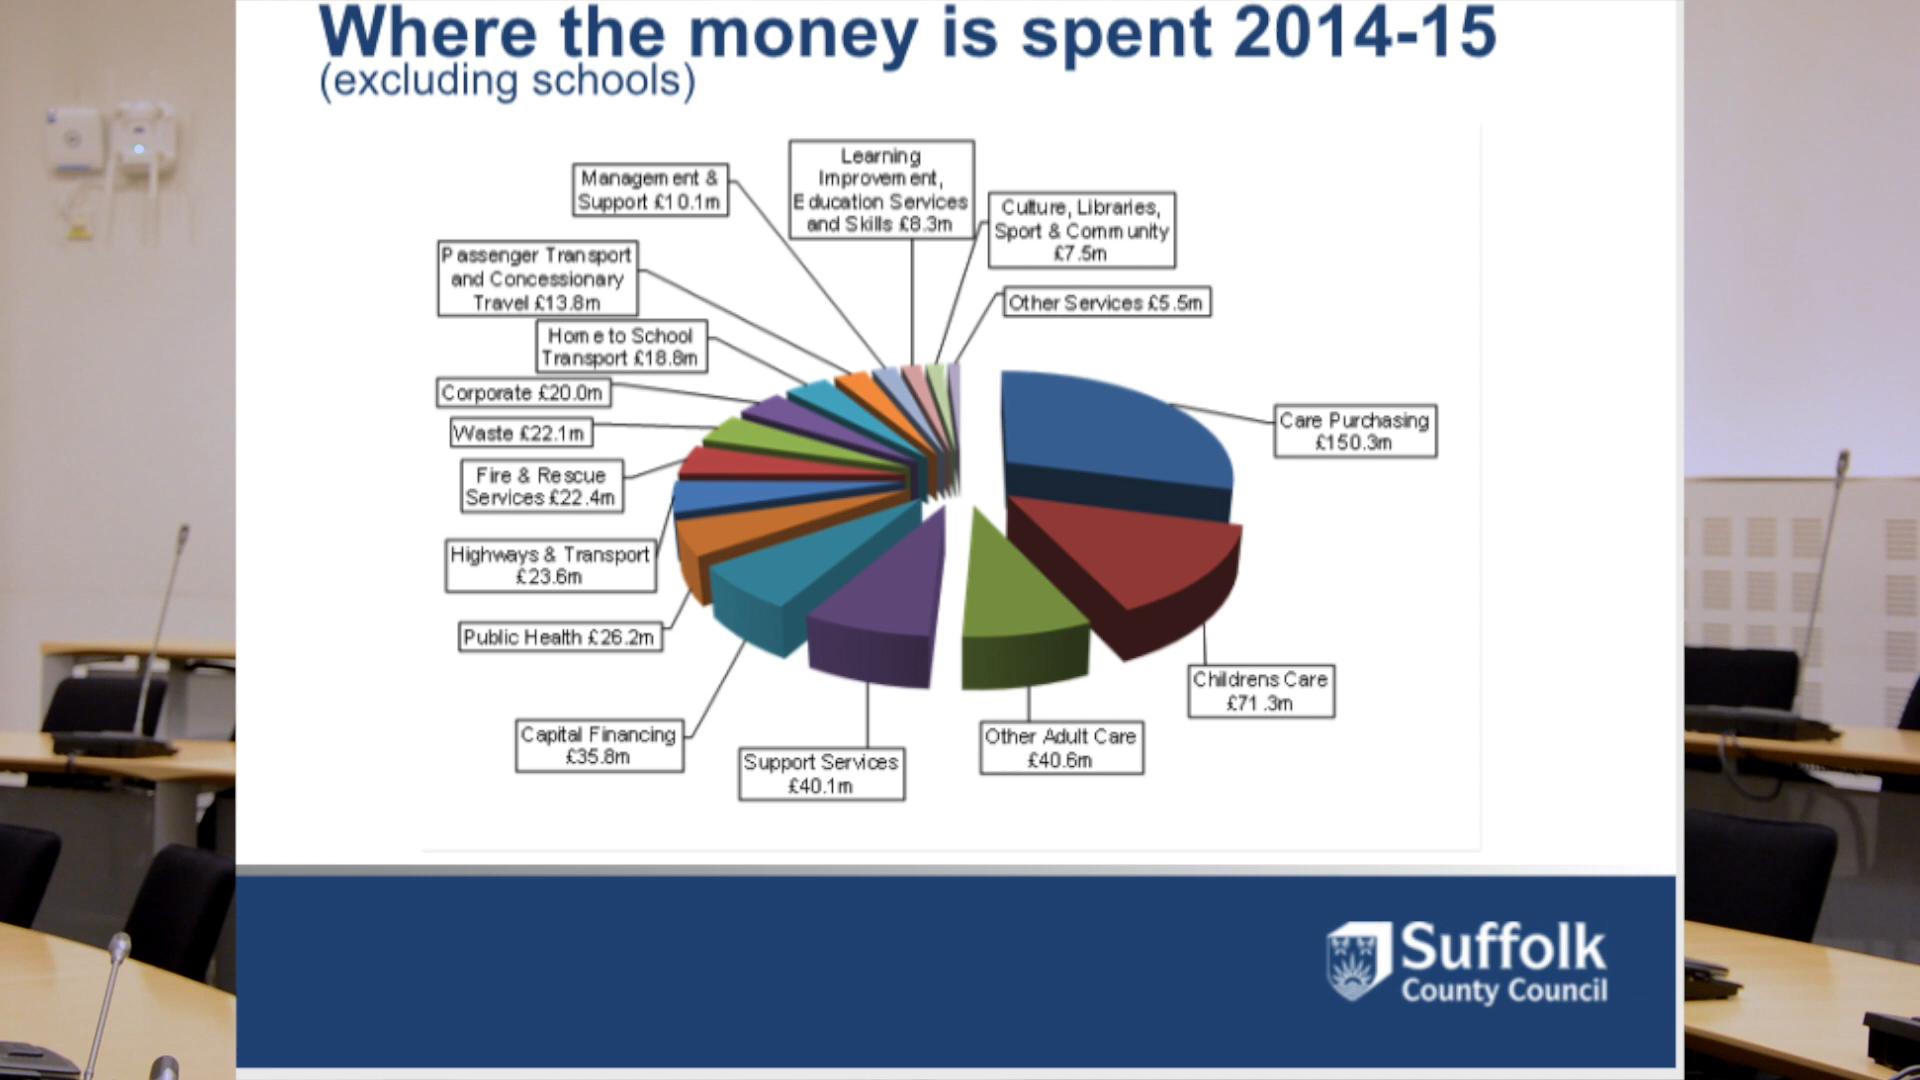 Where the money is spent 2014-15
(excluding schools)
Learning
Improvement,
Education Services
and Skills £8.3m
Management &
Support £10.1m
Culture, Libraries,
Sport & Community
£7.5m
Passenger Transport
and Concessionary
Travel £13.8m
Other Services £5.5m
Home to School
Transport £18.8m
Corporate £20.0m
Care Purchasing
£150.3m
Waste £22.1m
Fire & Rescue
Services £22.4m
Highways & Transport
£23.6m
Public Health £26.2m
Childrens Care
£71.3m
Capital Financing
£35.8m
Other Adult Care
£40.6m
Support Services
£40.1m
Suffolk
County Council